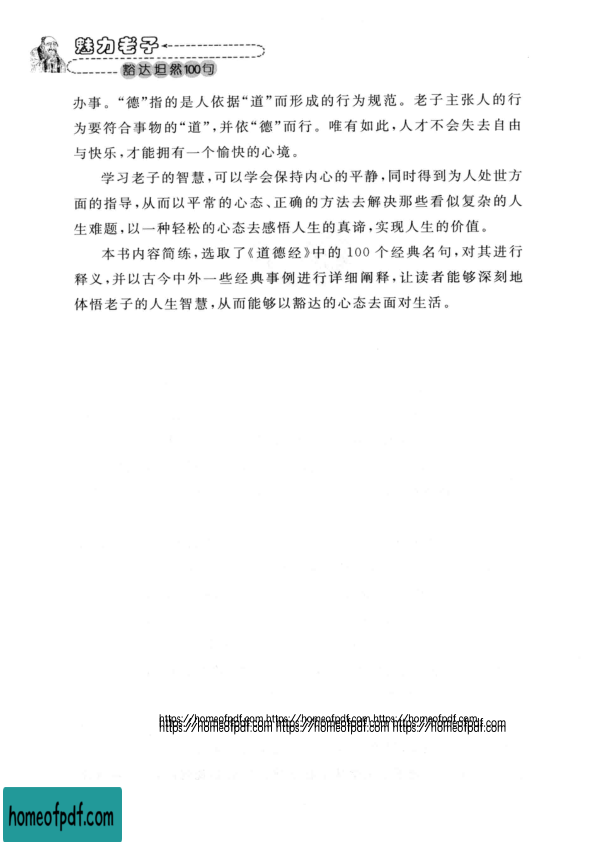 魅力老子
豁达坦然100句
办事。“德”指的是人依据“道”而形成的行为规范。老子主张人的行
为要符合事物的“道”，并依“德”而行。唯有如此，人才不会失去自由
与快乐，才能拥有一个愉快的心境。
学习老子的智慧，可以学会保持内心的平静，同时得到为人处世方
面的指导，从而以平常的心态、正确的方法去解决那些看似复杂的人
生难题，以一种轻松的心态去感悟人生的真谛，实现人生的价值。
本书内容简练，选取了《道德经》中的 100 个经典名句，对其进行
释义，并以古今中外一些经典事例进行详细阐释，让读者能够深刻地
体悟老子的人生智慧，从而能够以豁达的心态去面对生活。
https://homeofpdf.com https://homeofpdf.com https://homeofpdf.com
https://homeofpdf.com https://homeofpdf.com https://homeofpdf.com
homeofpdf.com